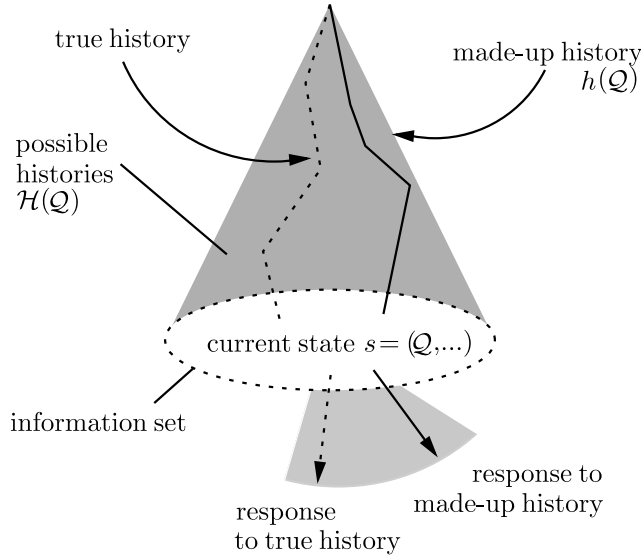 true history
made-up history
h(𝒬)
possible
histories
ℋ(𝒬)
current state s = (𝒬,...)
information set
response to
made-up history
response
to true history